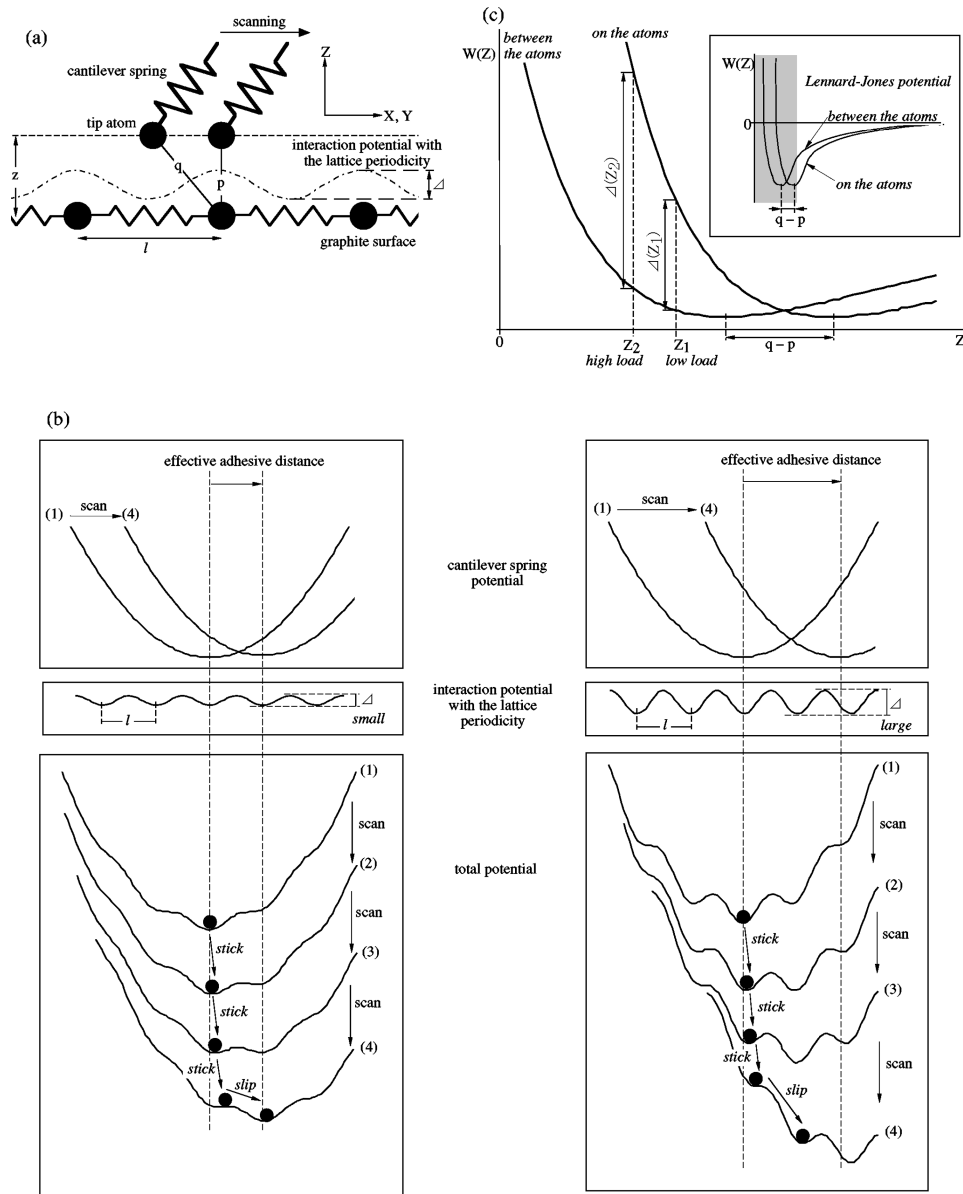 (a)
scanning
cantilever spring
Z
X, Y
tip atom
interaction potential with
the lattice periodicity
z
q
p
⊿
l
graphite surface
(c)
W(Z)
between
the atoms
on the atoms
⊿(Z2)
⊿(Z1)
0
Z2
high load
Z1
low load
q – p
Z
W(Z)
Lennard-Jones potential
0
between the atoms
on the atoms
q – p
(b)
effective adhesive distance
(1)
scan
(4)
cantilever spring
potential
effective adhesive distance
(1)
scan
(4)
l
⊿
small
interaction potential
with the lattice
periodicity
l
⊿
large
(1)
scan
(2)
scan
(3)
scan
(4)
stick
stick
stick
slip
total potential
(1)
scan
(2)
scan
(3)
scan
(4)
stick
stick
stick
slip